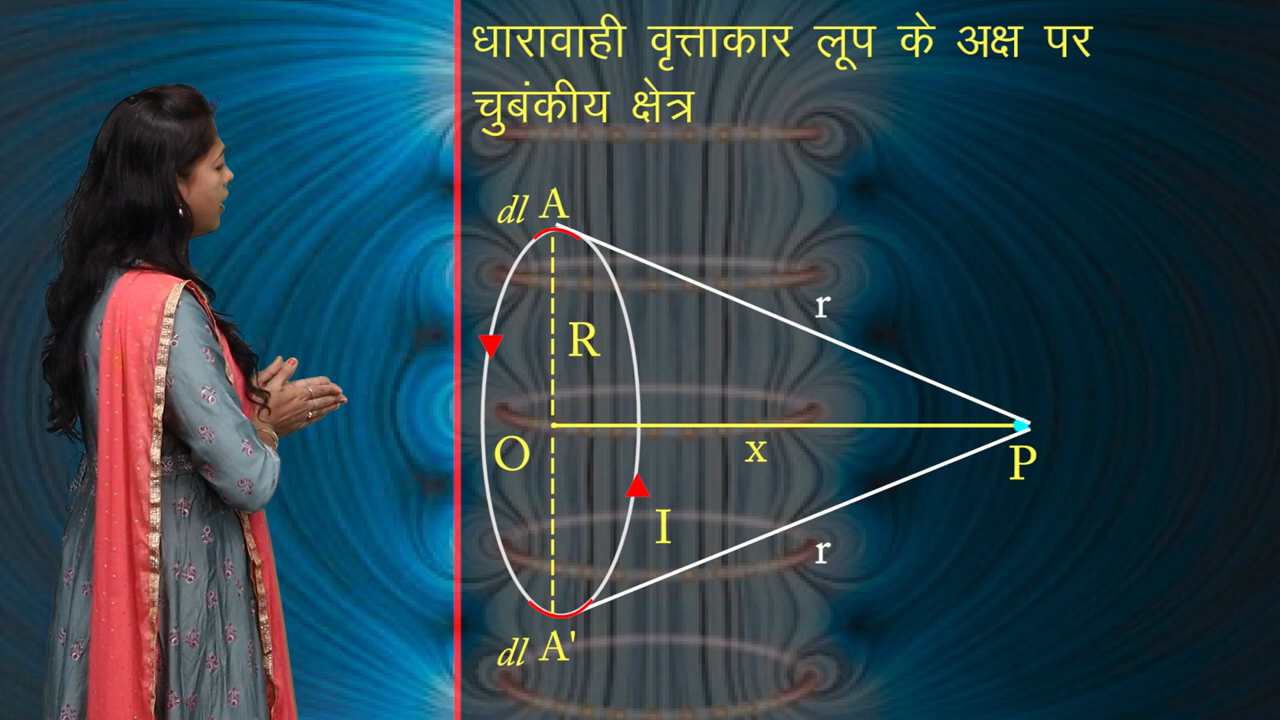 धारावाही वृत्ताकार लूप के अक्ष पर
चुबंकीय क्षेत्र
dl A
r
R
O
x
P
I
r
dl A'